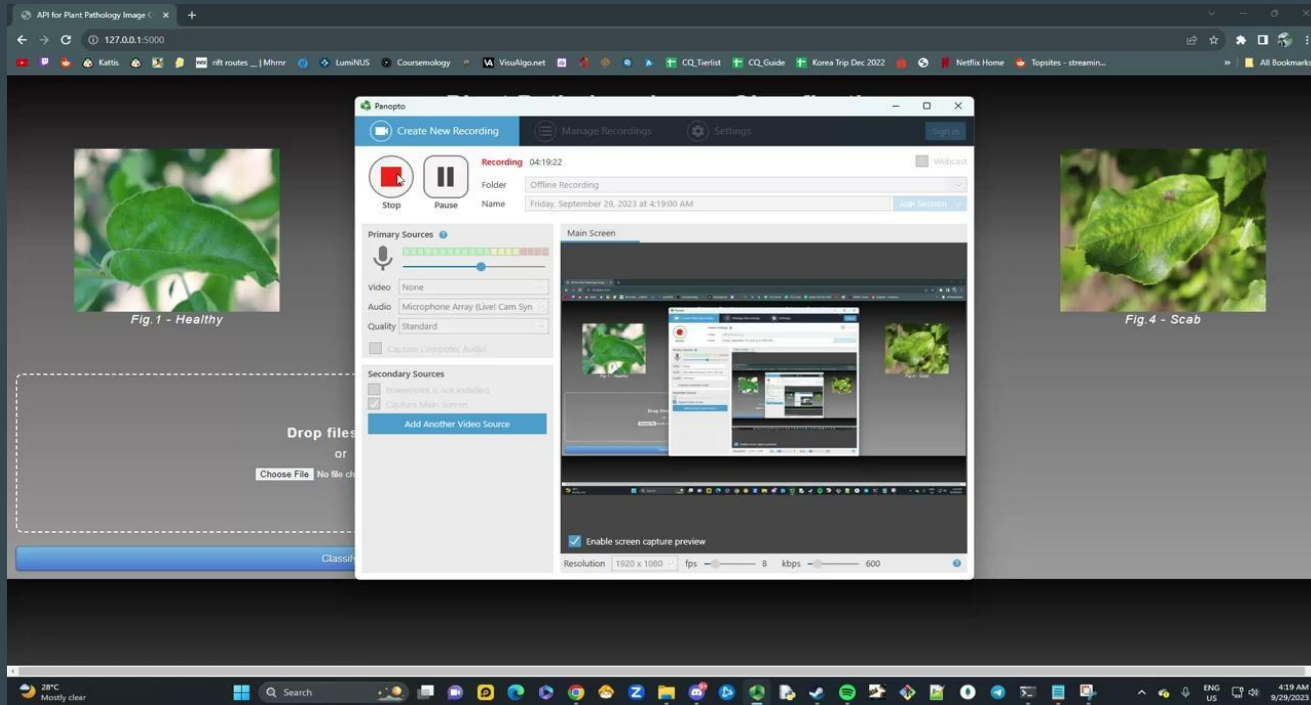 API for Plant Pathology Image C
127.0.0.1:5000
Kattis
rift routes _ | Mhmr
LumiNUS
Coursemology
VisuAlgo.net
CQ_Tierlist
CQ_Guide
Korea Trip Dec 2022
Netflix Home
Topsites - streamin...
All Bookmarks
Panopto
Create New Recording
Manage Recordings
Settings
Sign in
Recording 04:19:22
Webcast
Folder Offline Recording
Stop Pause Name Friday, September 29, 2023 at 4:19:00 AM Join Session
Primary Sources
Main Screen
Video None
Audio Microphone Array (Live! Cam Syn
Quality Standard
Capture Computer Audio
Secondary Sources
PowerPoint is not installed
Capture Main Screen
Add Another Video Source
Enable screen capture preview
Resolution 1920 x 1080 fps 8 kbps 600
Fig.1 - Healthy
Fig.4 - Scab
Drop files
or
Choose File No file ch
Classif
28°C
Mostly clear
Search
ENG
US
4:19 AM
9/29/2023